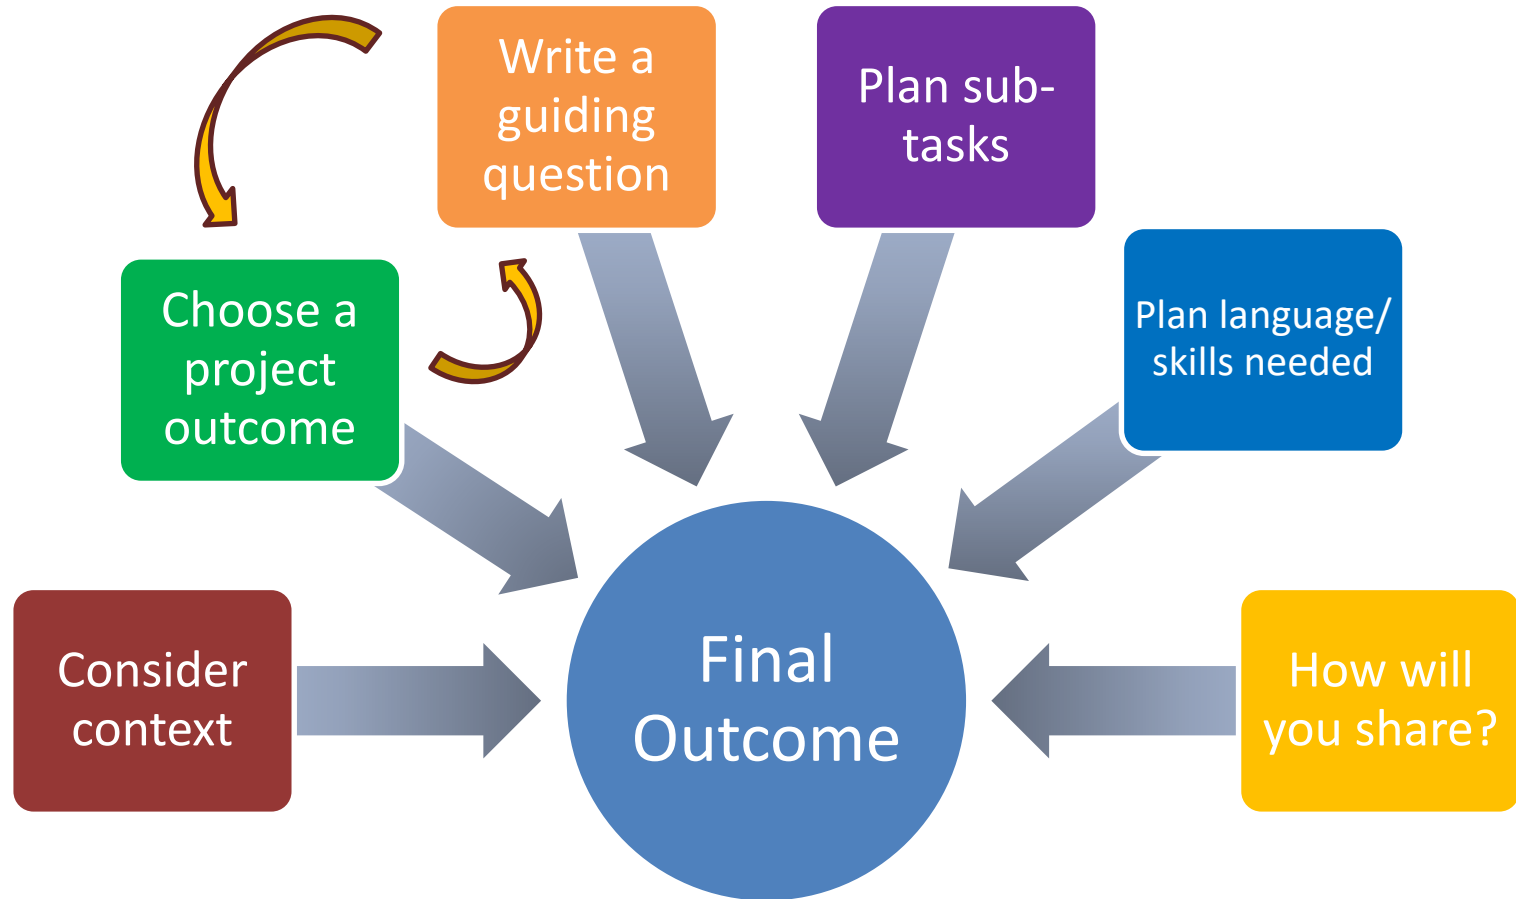 Write a
guiding
question
Plan sub-
tasks
Choose a
project
outcome
Plan language/
skills needed
Consider
context
Final
Outcome
How will
you share?